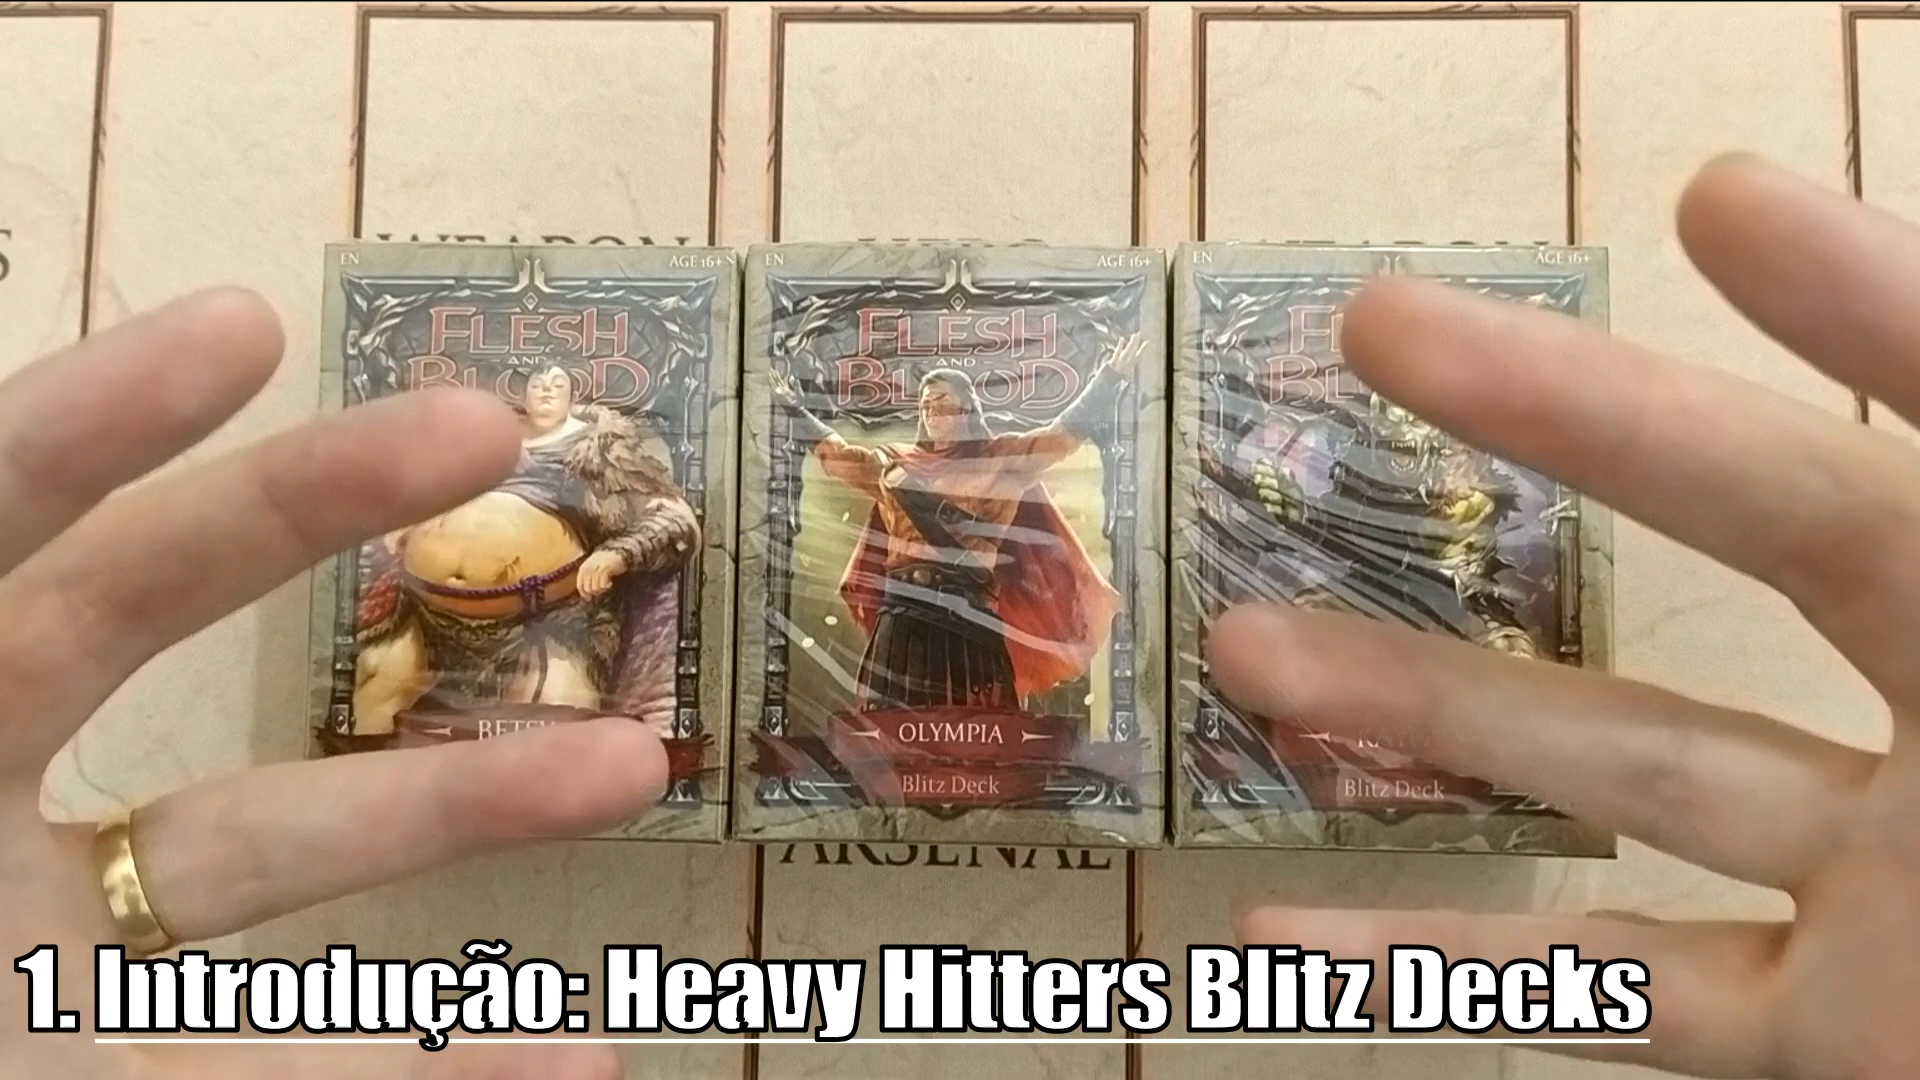 EN AGE 16+
FLESH
AND
BLOOD
BETSY
EN AGE 16+
FLESH
AND
BLOOD
OLYMPIA
Blitz Deck
EN AGE 16+
Blitz Deck
ARSENAL
1. Introdução: Heavy Hitters Blitz Decks